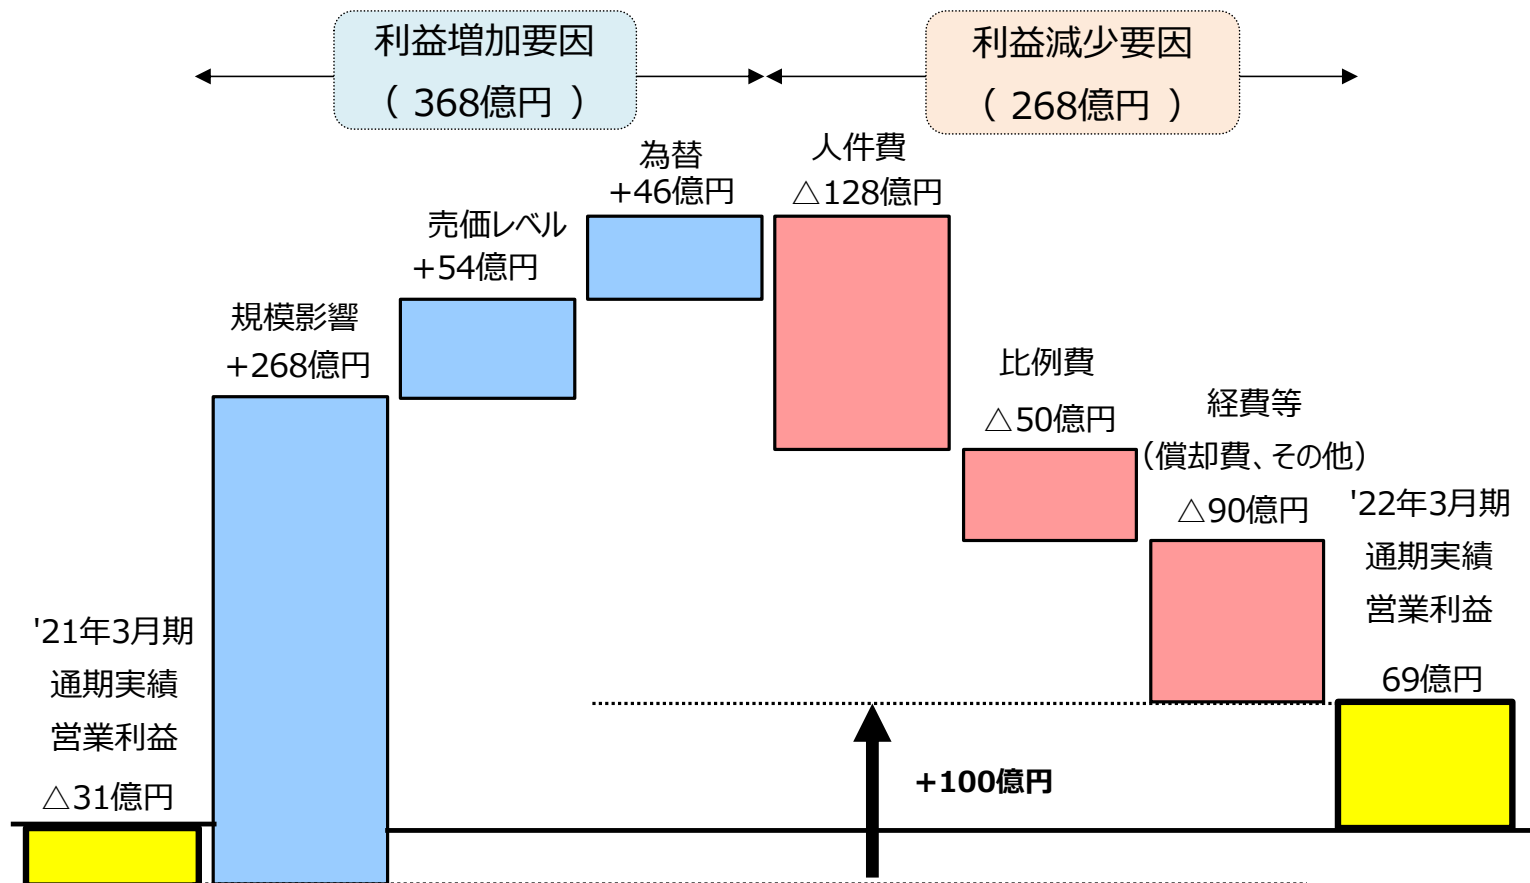 利益増加要因
（ 368億円 ）
利益減少要因
（ 268億円 ）
'21年3月期
通期実績
営業利益
△31億円
規模影響
+268億円
売価レベル
+54億円
為替
+46億円
人件費
△128億円
比例費
△50億円
経費等
（償却費、その他）
△90億円
'22年3月期
通期実績
営業利益
69億円
+100億円